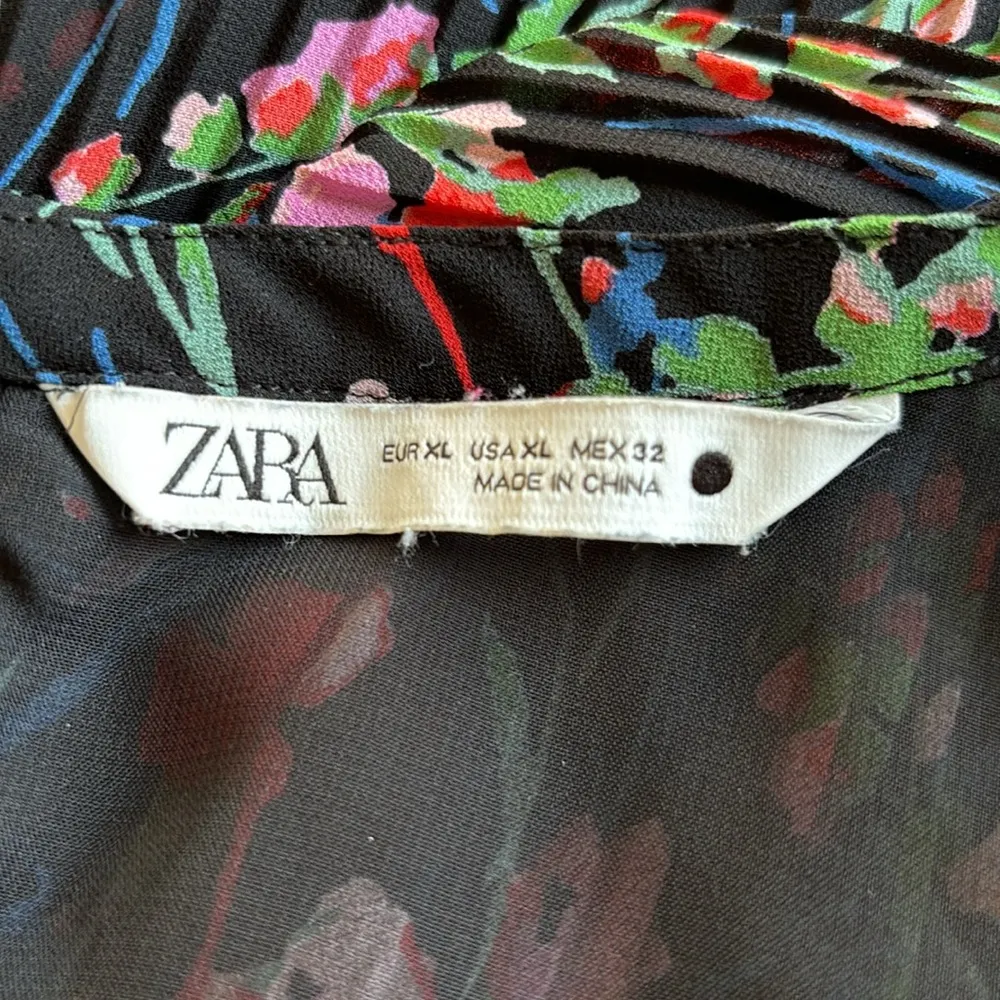 ZARA
EUR XL USA XL MEX 32
MADE IN CHINA